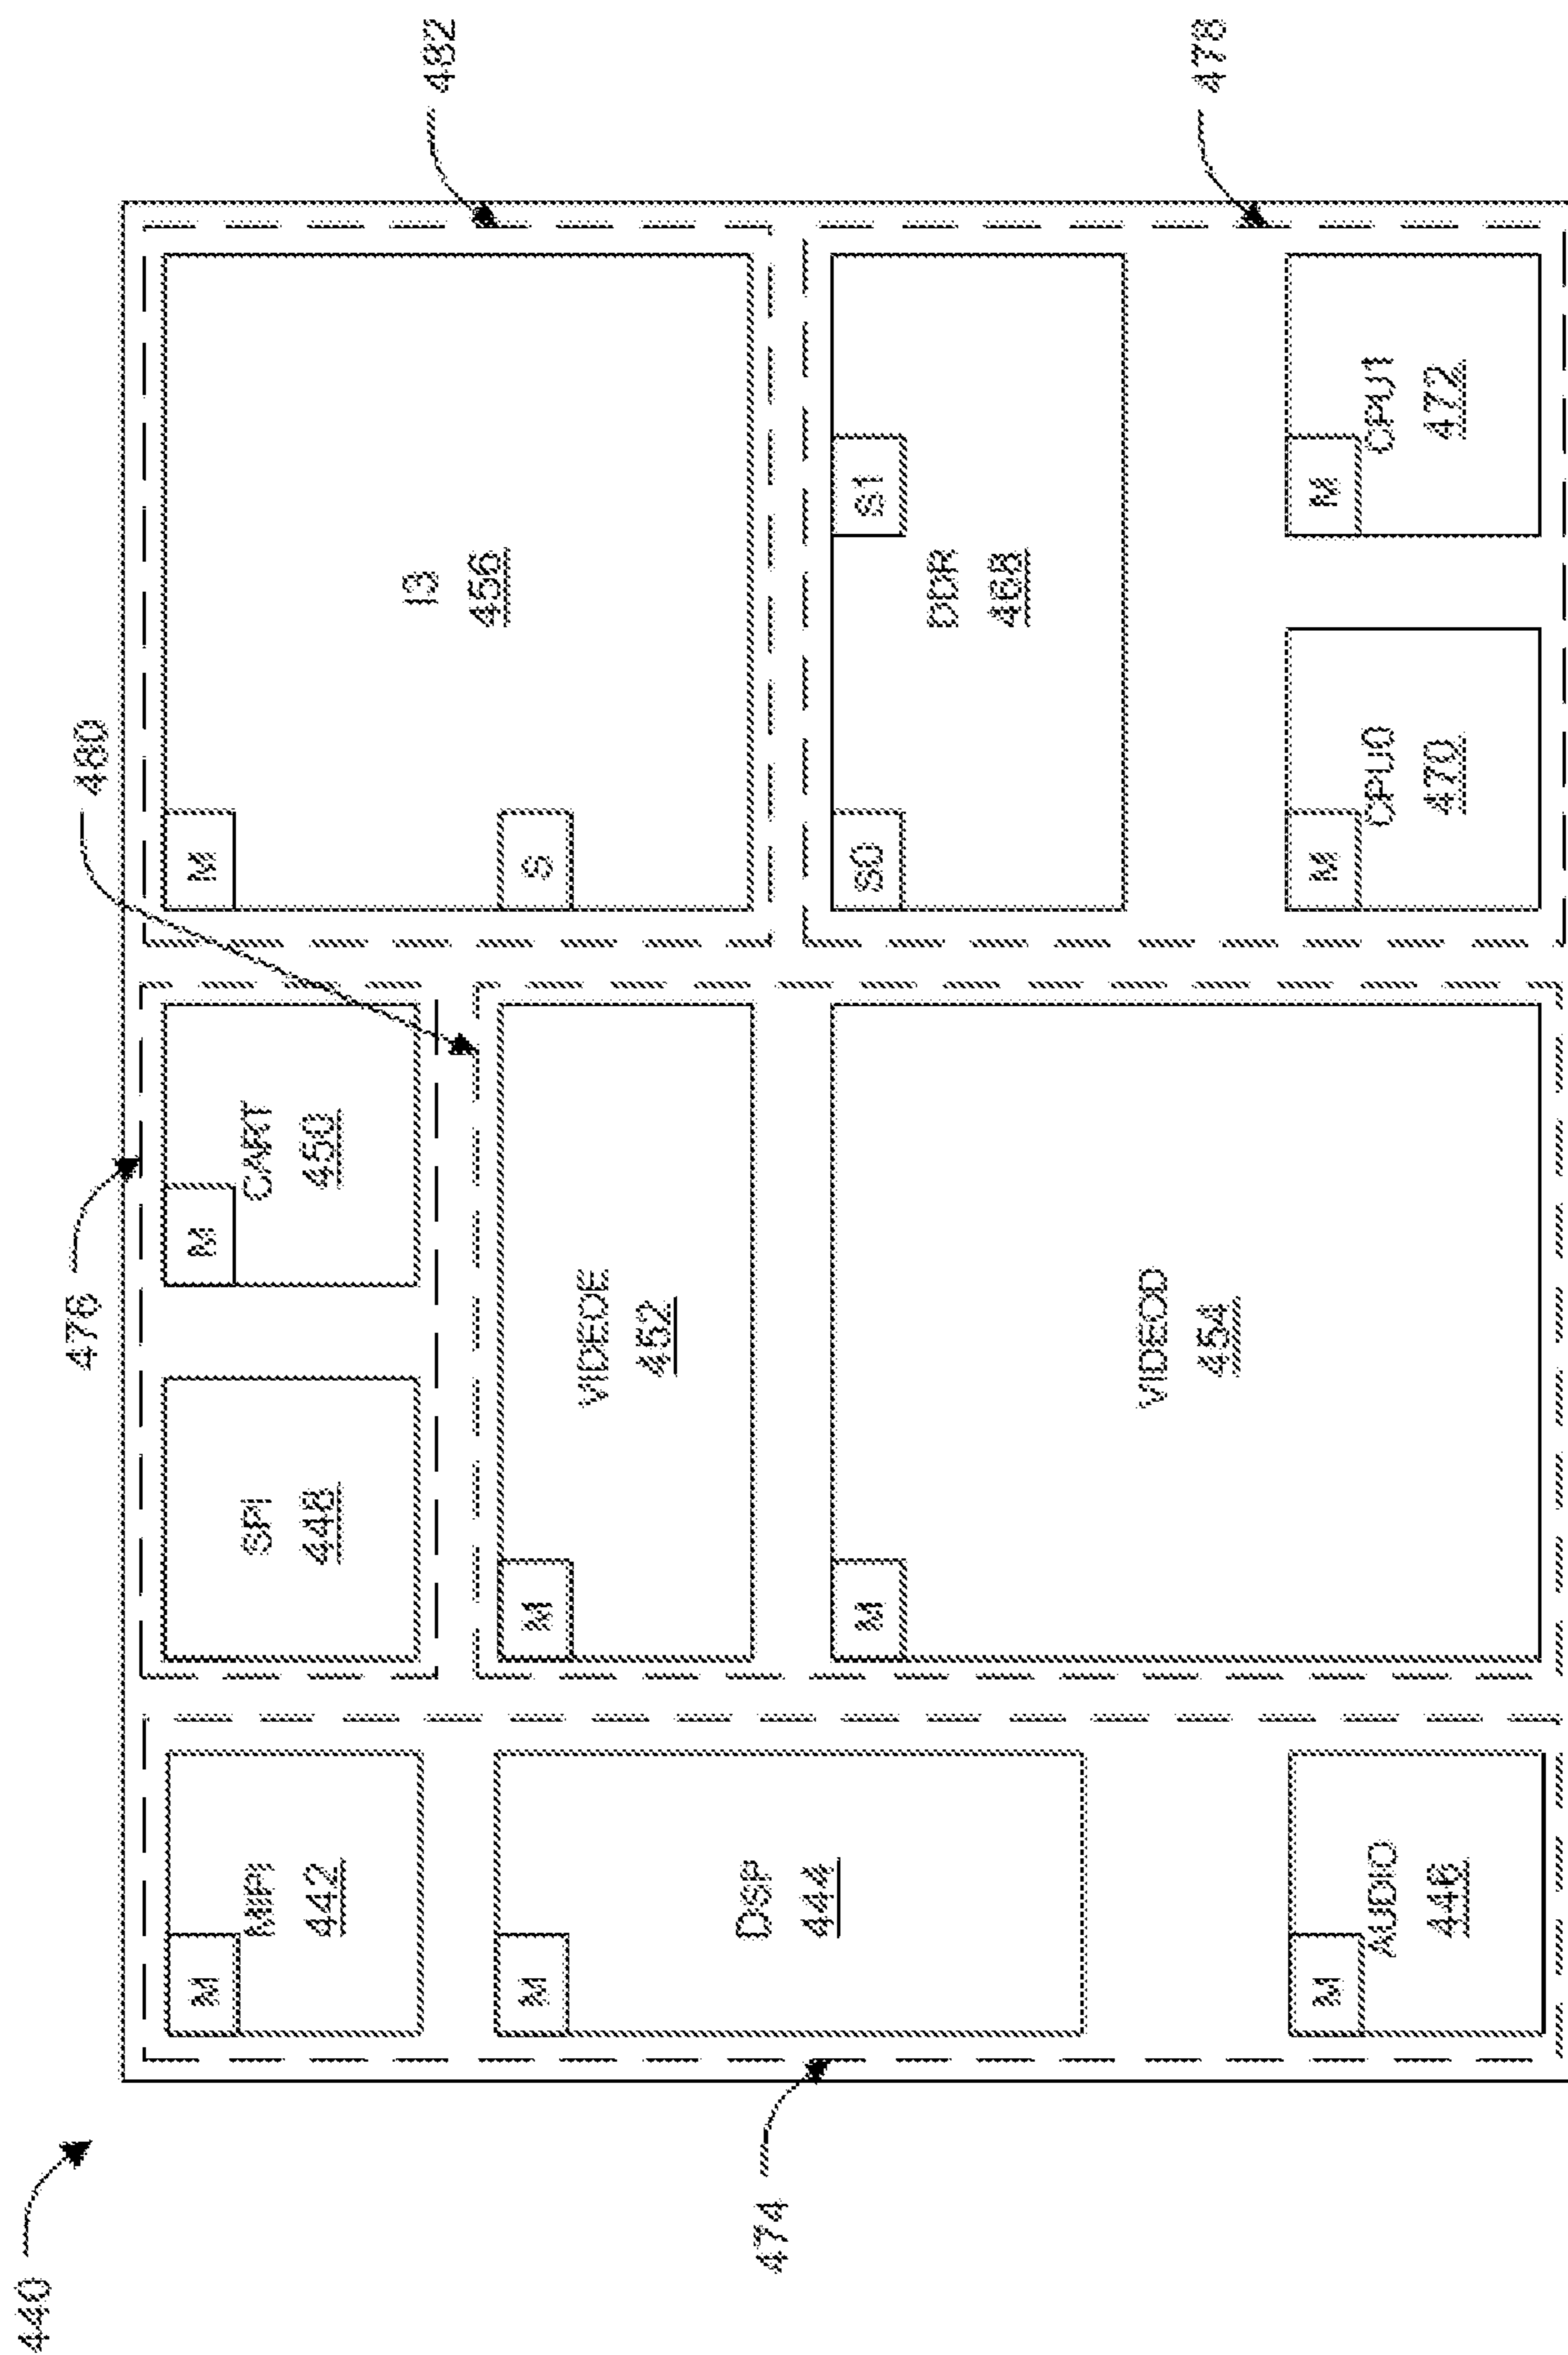 440
474
M
MIPI
442
M
DSP
444
M
AUDIO
446
476
SPI
448
M
CART
450
480
M
VIDEOE
452
M
VIDEOD
454
482
M
I3
456
S
478
S0
S1
DDR
468
M
CPU0
470
M
CPU1
472